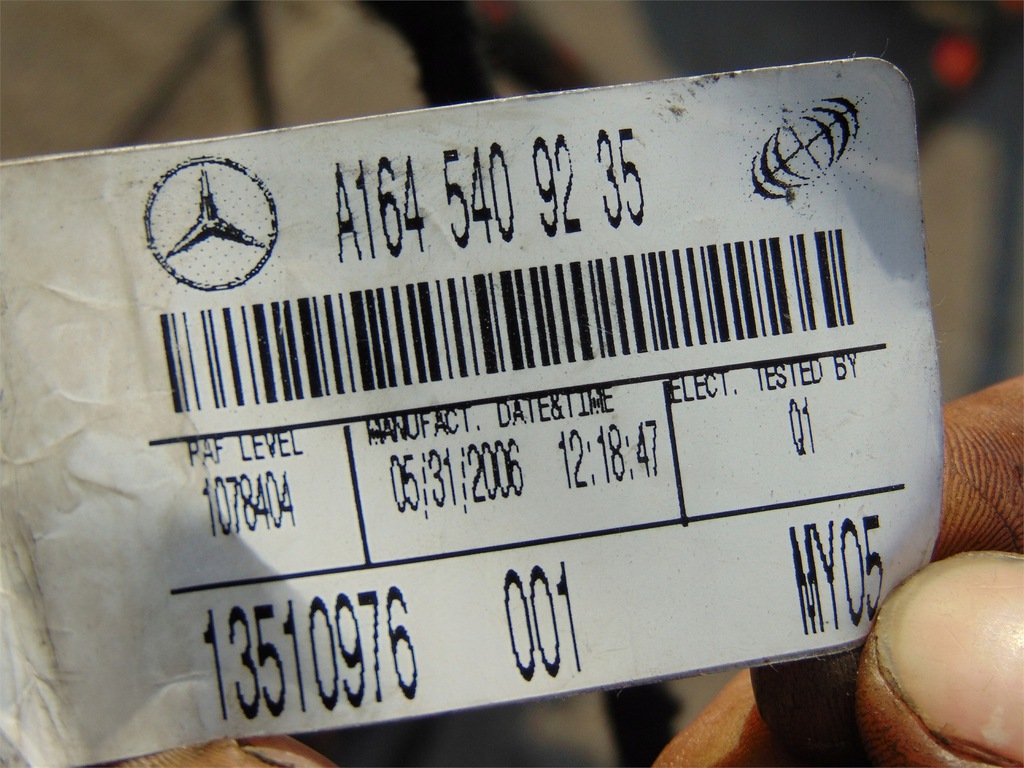 A164 540 92 35
PAF LEVEL
1078404
MANUFACT. DATE&TIME
05|31|2006 12:18:47
ELECT. TESTED BY
Q1
13510976 001 MY05